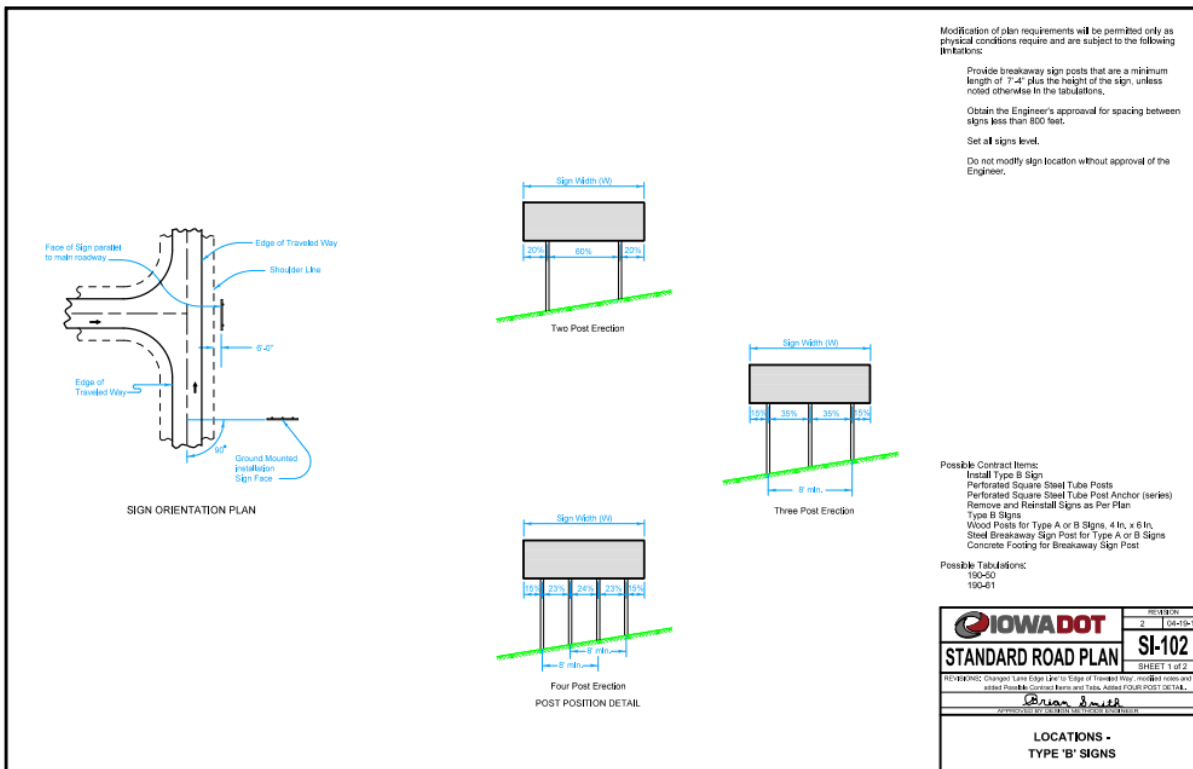 Modification of plan requirements will be permitted only as
physical conditions require and are subject to the following
limitations:
Provide breakaway sign posts that are a minimum
length of 7'-4" plus the height of the sign, unless
noted otherwise in the tabulations.
Obtain the Engineer's approaval for spacing between
signs less than 800 feet.
Set all signs level.
Do not modify sign location without approval of the
Engineer.
Face of Sign parallel
to main roadway
Edge of Traveled Way
Shoulder Line
6'-0"
Edge of
Traveled Way
90°
Ground Mounted
installation
Sign Face
SIGN ORIENTATION PLAN
Sign Width (W)
20% 60% 20%
Two Post Erection
Sign Width (W)
15% 35% 35% 15%
8' min.
Three Post Erection
Sign Width (W)
15% 23% 24% 23% 15%
8' min.
8' min.
Four Post Erection
POST POSITION DETAIL
Possible Contract Items:
Install Type B Sign
Perforated Square Steel Tube Posts
Perforated Square Steel Tube Post Anchor (series)
Remove and Reinstall Signs as Per Plan
Type B Signs
Wood Posts for Type A or B Signs, 4 in. x 6 in.
Steel Breakaway Sign Post for Type A or B Signs
Concrete Footing for Breakaway Sign Post
Possible Tabulations:
190-50
190-61
IOWADOT
REVISION
2 04-19-1
STANDARD ROAD PLAN
SI-102
SHEET 1 of 2
REVISIONS: Changed 'Lane Edge Line' to 'Edge of Traveled Way', modified notes and
added Possible Contract Items and Tabs. Added FOUR POST DETAIL.
Brian Smith
APPROVED BY DESIGN METHODS ENGINEER
LOCATIONS -
TYPE 'B' SIGNS